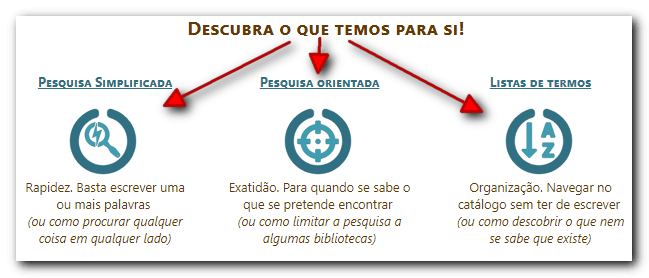 DESCUBRA O QUE TEMOS PARA SI!
PESQUISA SIMPLIFICADA
Rapidez. Basta escrever uma
ou mais palavras
(ou como procurar qualquer
coisa em qualquer lado)
PESQUISA ORIENTADA
Exatidão. Para quando se sabe o
que se pretende encontrar
(ou como limitar a pesquisa a
algumas bibliotecas)
LISTAS DE TERMOS
A
Z
Organização. Navegar no
catálogo sem ter de escrever
(ou como descobrir o que nem
se sabe que existe)